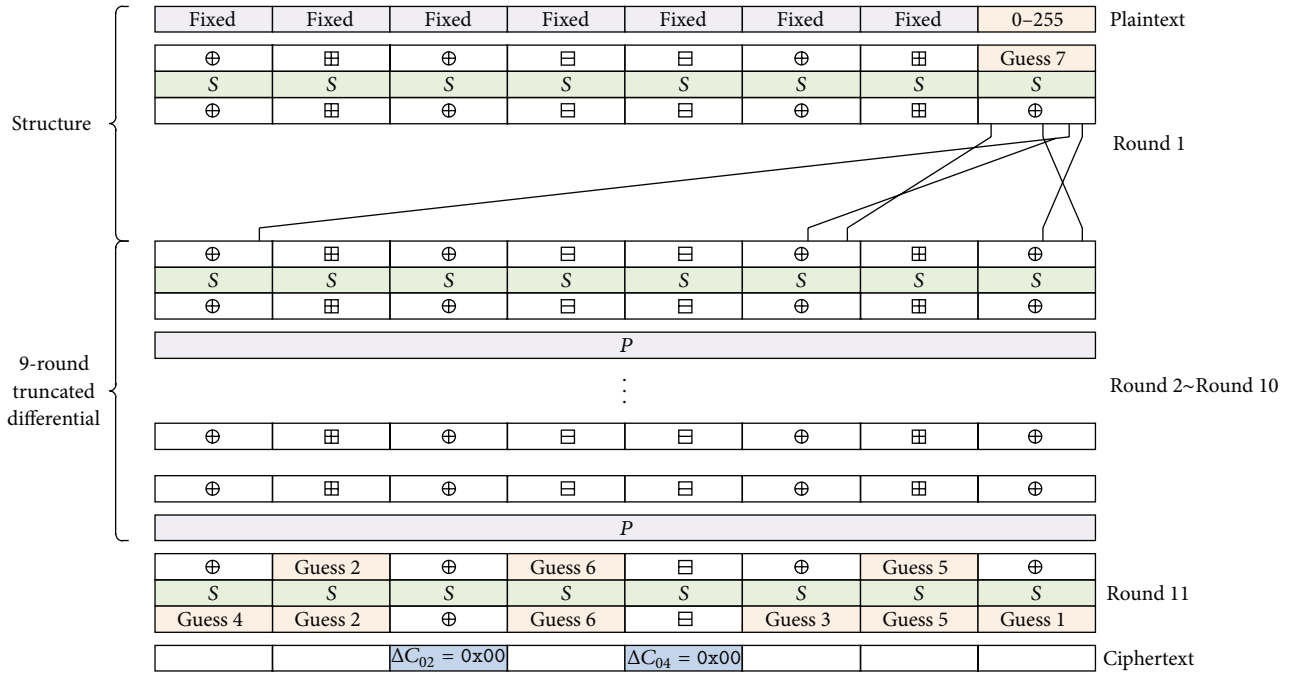 Fixed Fixed Fixed Fixed Fixed Fixed Fixed 0–255 Plaintext
⊕ ⊞ ⊕ ⊟ ⊟ ⊕ ⊞ Guess 7
S S S S S S S S
⊕ ⊞ ⊕ ⊟ ⊟ ⊕ ⊞ ⊕
Structure
Round 1
⊕ ⊞ ⊕ ⊟ ⊟ ⊕ ⊞ ⊕
S S S S S S S S
⊕ ⊞ ⊕ ⊟ ⊟ ⊕ ⊞ ⊕
P
9-round
truncated
differential
⋮
Round 2~Round 10
⊕ ⊞ ⊕ ⊟ ⊟ ⊕ ⊞ ⊕
⊕ ⊞ ⊕ ⊟ ⊟ ⊕ ⊞ ⊕
P
⊕ Guess 2 ⊕ Guess 6 ⊟ ⊕ Guess 5 ⊕
S S S S S S S S Round 11
Guess 4 Guess 2 ⊕ Guess 6 ⊟ Guess 3 Guess 5 Guess 1
ΔC₀₂ = 0x00 ΔC₀₄ = 0x00 Ciphertext